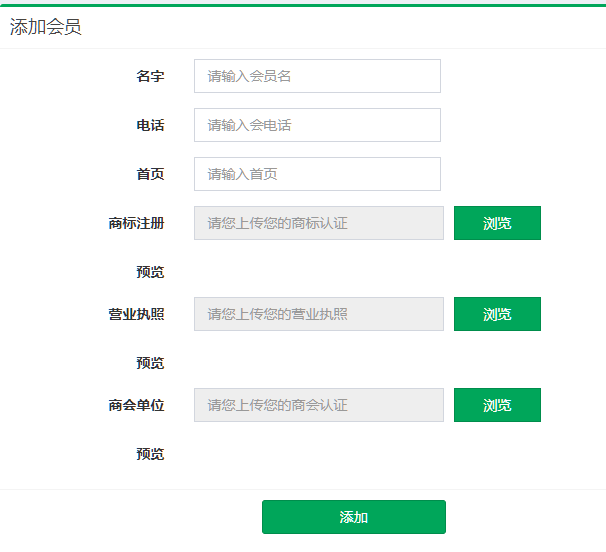 添加会员
名字 请输入会员名
电话 请输入会电话
首页 请输入首页
商标注册 请您上传您的商标认证 浏览
预览
营业执照 请您上传您的营业执照 浏览
预览
商会单位 请您上传您的商会认证 浏览
预览
添加